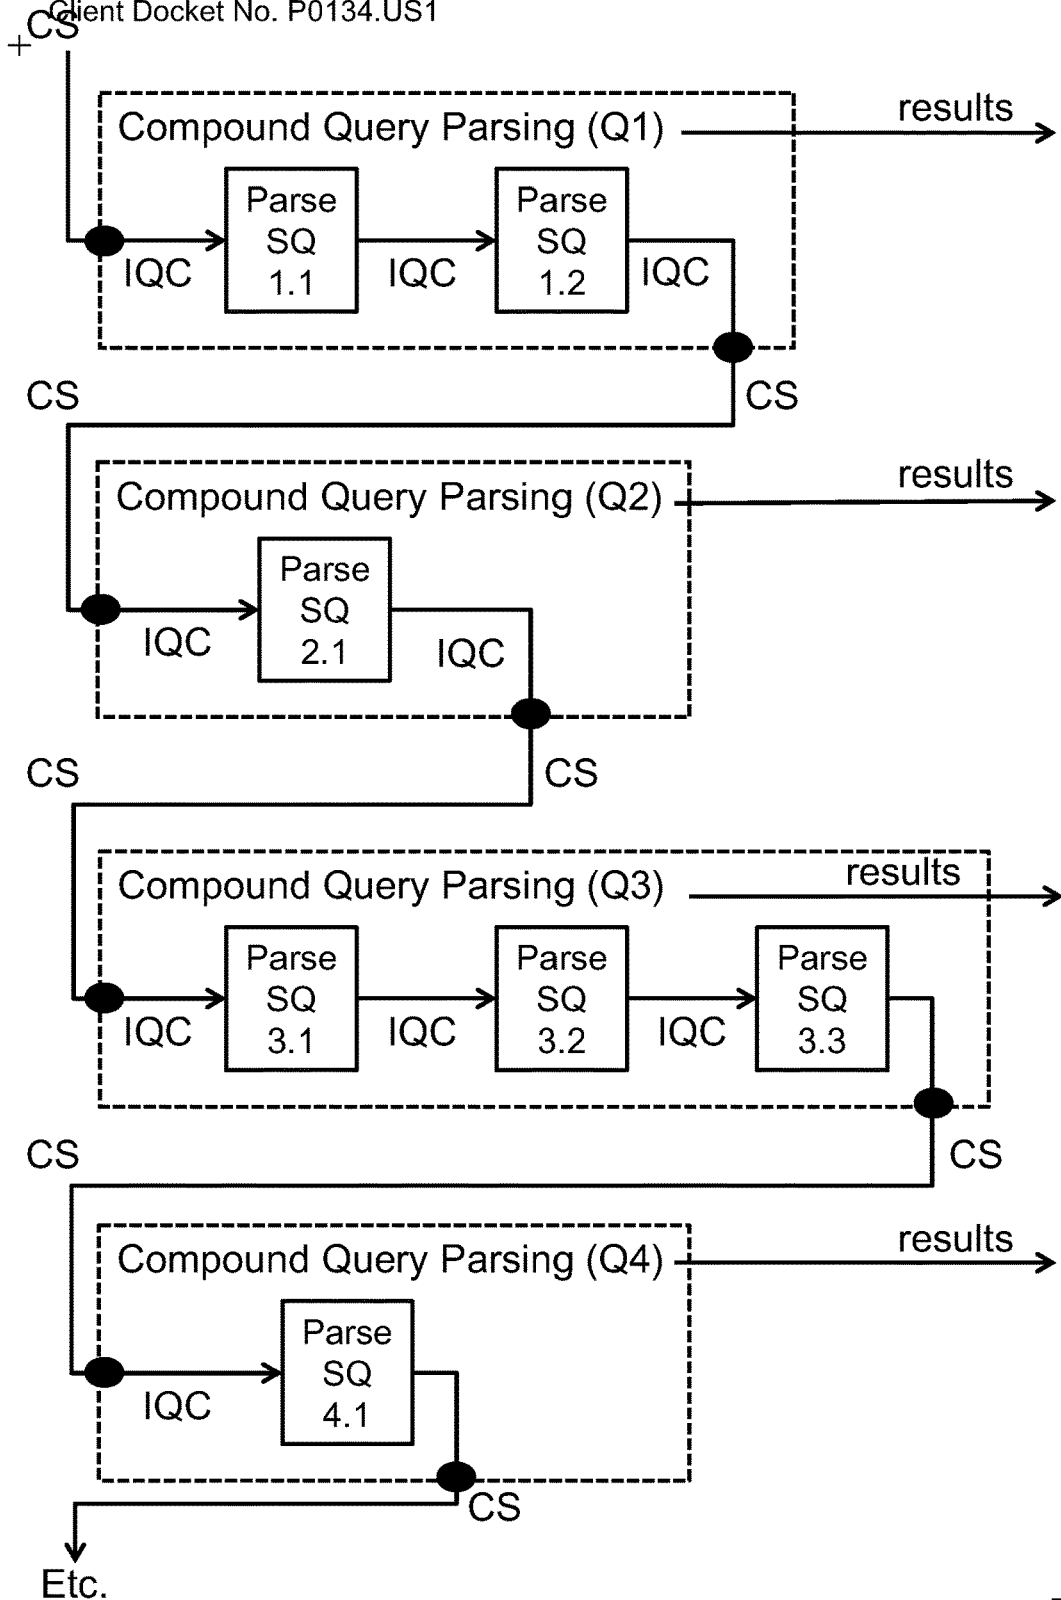 Client Docket No. P0134.US1
CS
Compound Query Parsing (Q1)
results
Parse
SQ
1.1
Parse
SQ
1.2
IQC
IQC
IQC
CS
CS
Compound Query Parsing (Q2)
results
Parse
SQ
2.1
IQC
IQC
CS
CS
Compound Query Parsing (Q3)
results
Parse
SQ
3.1
Parse
SQ
3.2
Parse
SQ
3.3
IQC
IQC
IQC
CS
CS
Compound Query Parsing (Q4)
results
Parse
SQ
4.1
IQC
CS
Etc.